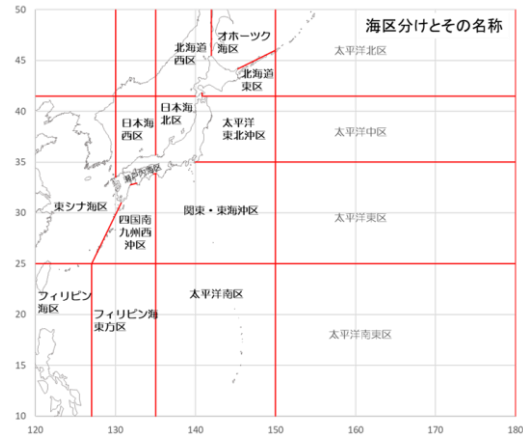 海区分けとその名称
50
45
40
35
30
25
20
15
10
北海道
西区
オホーツク
海区
太平洋北区
北海道
東区
日本海
西区
日本海
北区
太平洋
東北沖区
太平洋中区
東シナ海区
四国南
九州西
沖区
関東・東海沖区
太平洋東区
フィリピン
海区
フィリピン海
東方区
太平洋南区
太平洋南東区
120
130
140
150
160
170
180